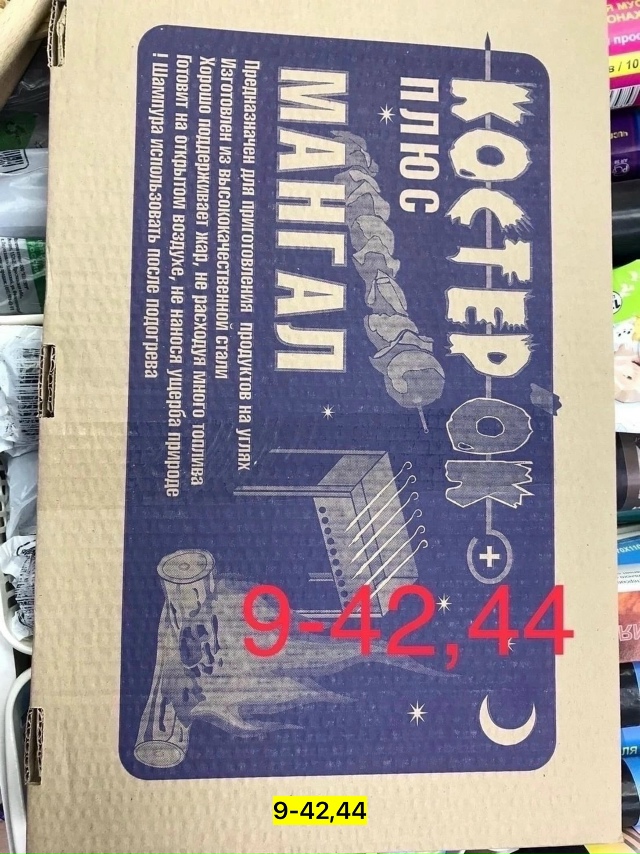 КОСТЕРОК +
ПЛЮС
МАНГАЛ
Предназначен для приготовления продуктов на углях
Изготовлен из высококачественной стали
Хорошо поддерживает жар, не расходуя много топлива
Готовит на открытом воздухе, не нанося ущерба природе
! Шампура использовать после подогрева
9-42,44
9-42,44